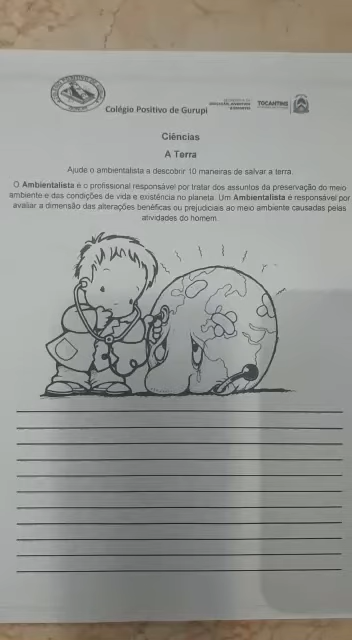 Colégio Positivo de Gurupi
TOCANTINS
Ciências
A Terra
Ajude o ambientalista a descobrir 10 maneiras de salvar a terra.
O Ambientalista é o profissional responsável por tratar dos assuntos da preservação do meio
ambiente e das condições de vida e existência no planeta. Um Ambientalista é responsável por
avaliar a dimensão das alterações benéficas ou prejudiciais ao meio ambiente causadas pelas
atividades do homem.